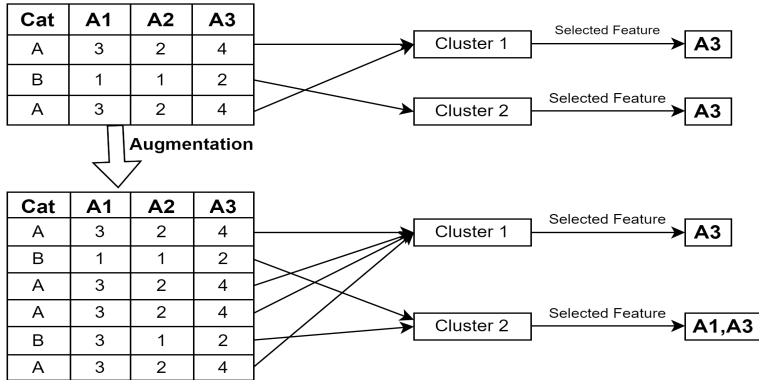 Cat A1 A2 A3
A 3 2 4
B 1 1 2
A 3 2 4
Cluster 1 Selected Feature A3
Cluster 2 Selected Feature A3
Augmentation
Cat A1 A2 A3
A 3 2 4
B 1 1 2
A 3 2 4
A 3 2 4
B 3 1 2
A 3 2 4
Cluster 1 Selected Feature A3
Cluster 2 Selected Feature A1,A3